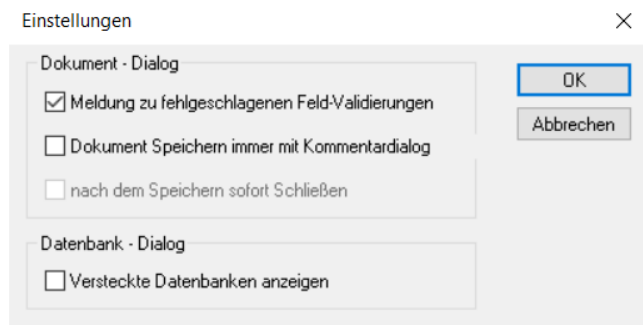 Einstellungen
Dokument - Dialog
Meldung zu fehlgeschlagenen Feld-Validierungen
Dokument Speichern immer mit Kommentardialog
nach dem Speichern sofort Schließen
Datenbank - Dialog
Versteckte Datenbanken anzeigen
OK
Abbrechen